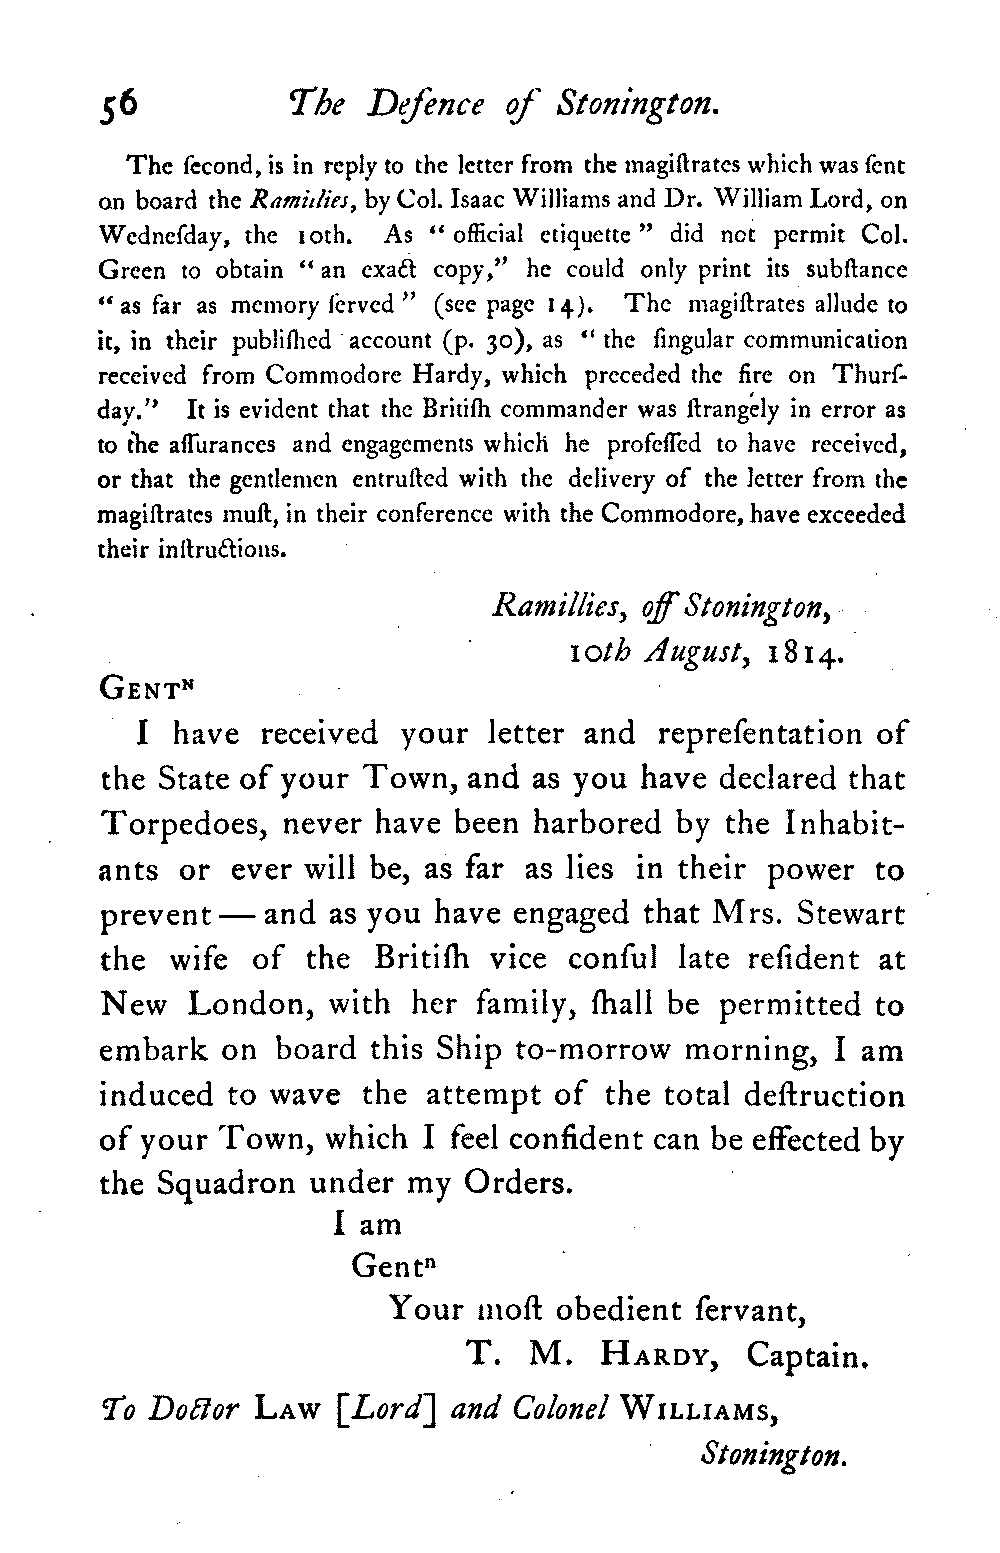 56 The Defence of Stonington.
The ſecond, is in reply to the letter from the magiſtrates which was ſent
on board the Ramillies, by Col. Isaac Williams and Dr. William Lord, on
Wedneſday, the 10th. As “ official etiquette ” did not permit Col.
Green to obtain “ an exact copy,” he could only print its subſtance
“ as far as memory ſerved ” (see page 14). The magiſtrates allude to
it, in their publiſhed account (p. 30), as “ the ſingular communication
received from Commodore Hardy, which preceded the fire on Thurſ-
day.” It is evident that the Britiſh commander was ſtrangely in error as
to the aſſurances and engagements which he profeſſed to have received,
or that the gentlemen entruſted with the delivery of the letter from the
magiſtrates muſt, in their conference with the Commodore, have exceeded
their inſtructions.
Ramillies, off Stonington,
10th August, 1814.
GENTᴺ
I have received your letter and repreſentation of
the State of your Town, and as you have declared that
Torpedoes, never have been harbored by the Inhabit-
ants or ever will be, as far as lies in their power to
prevent — and as you have engaged that Mrs. Stewart
the wife of the Britiſh vice conſul late reſident at
New London, with her family, ſhall be permitted to
embark on board this Ship to-morrow morning, I am
induced to wave the attempt of the total deſtruction
of your Town, which I feel confident can be effected by
the Squadron under my Orders.
I am
Gentⁿ
Your moſt obedient ſervant,
T. M. HARDY, Captain.
To Doctor LAW [Lord] and Colonel WILLIAMS,
Stonington.